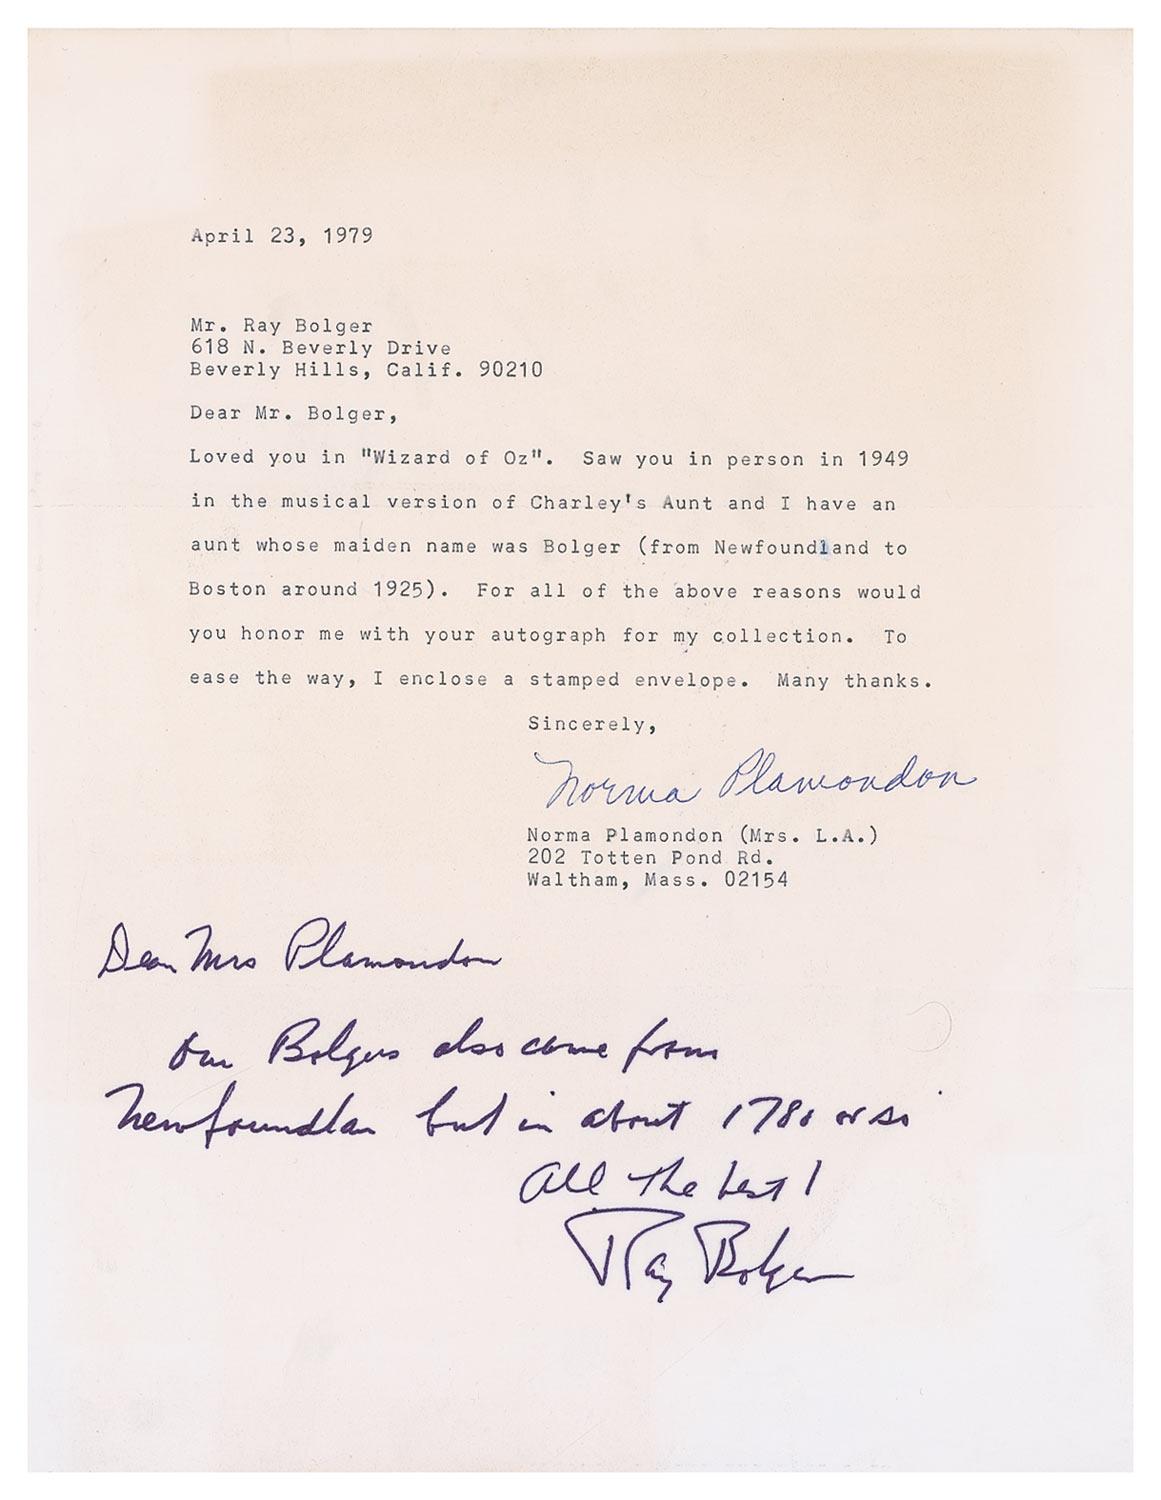 April 23, 1979
Mr. Ray Bolger
618 N. Beverly Drive
Beverly Hills, Calif. 90210
Dear Mr. Bolger,
Loved you in "Wizard of Oz". Saw you in person in 1949
in the musical version of Charley's Aunt and I have an
aunt whose maiden name was Bolger (from Newfoundland to
Boston around 1925). For all of the above reasons would
you honor me with your autograph for my collection. To
ease the way, I enclose a stamped envelope. Many thanks.
Sincerely,
Norma Plamondon
Norma Plamondon (Mrs. L.A.)
202 Totten Pond Rd.
Waltham, Mass. 02154
Dear Mrs Plamondon
Our Bolgers also came from
Newfoundlan but in about 1780 or so
All the best!
Ray Bolger